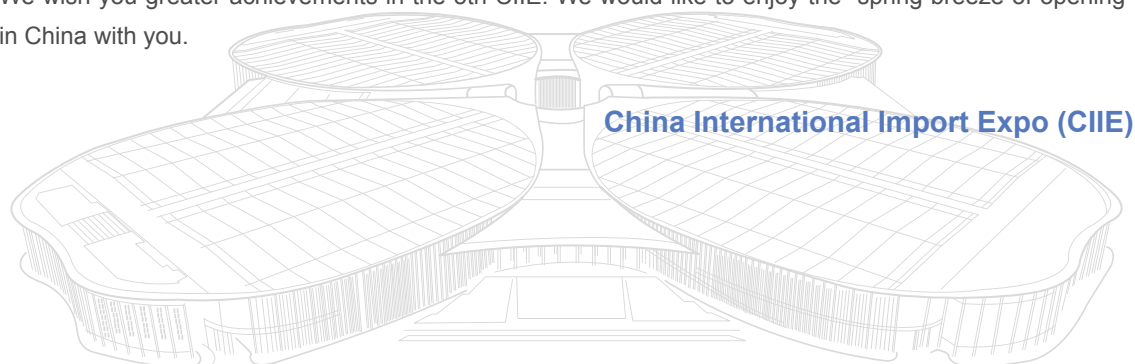 We wish you greater achievements in the CIIE. We would like to enjoy the spring breeze of opening
in China with you.
China International Import Expo (CIIE)